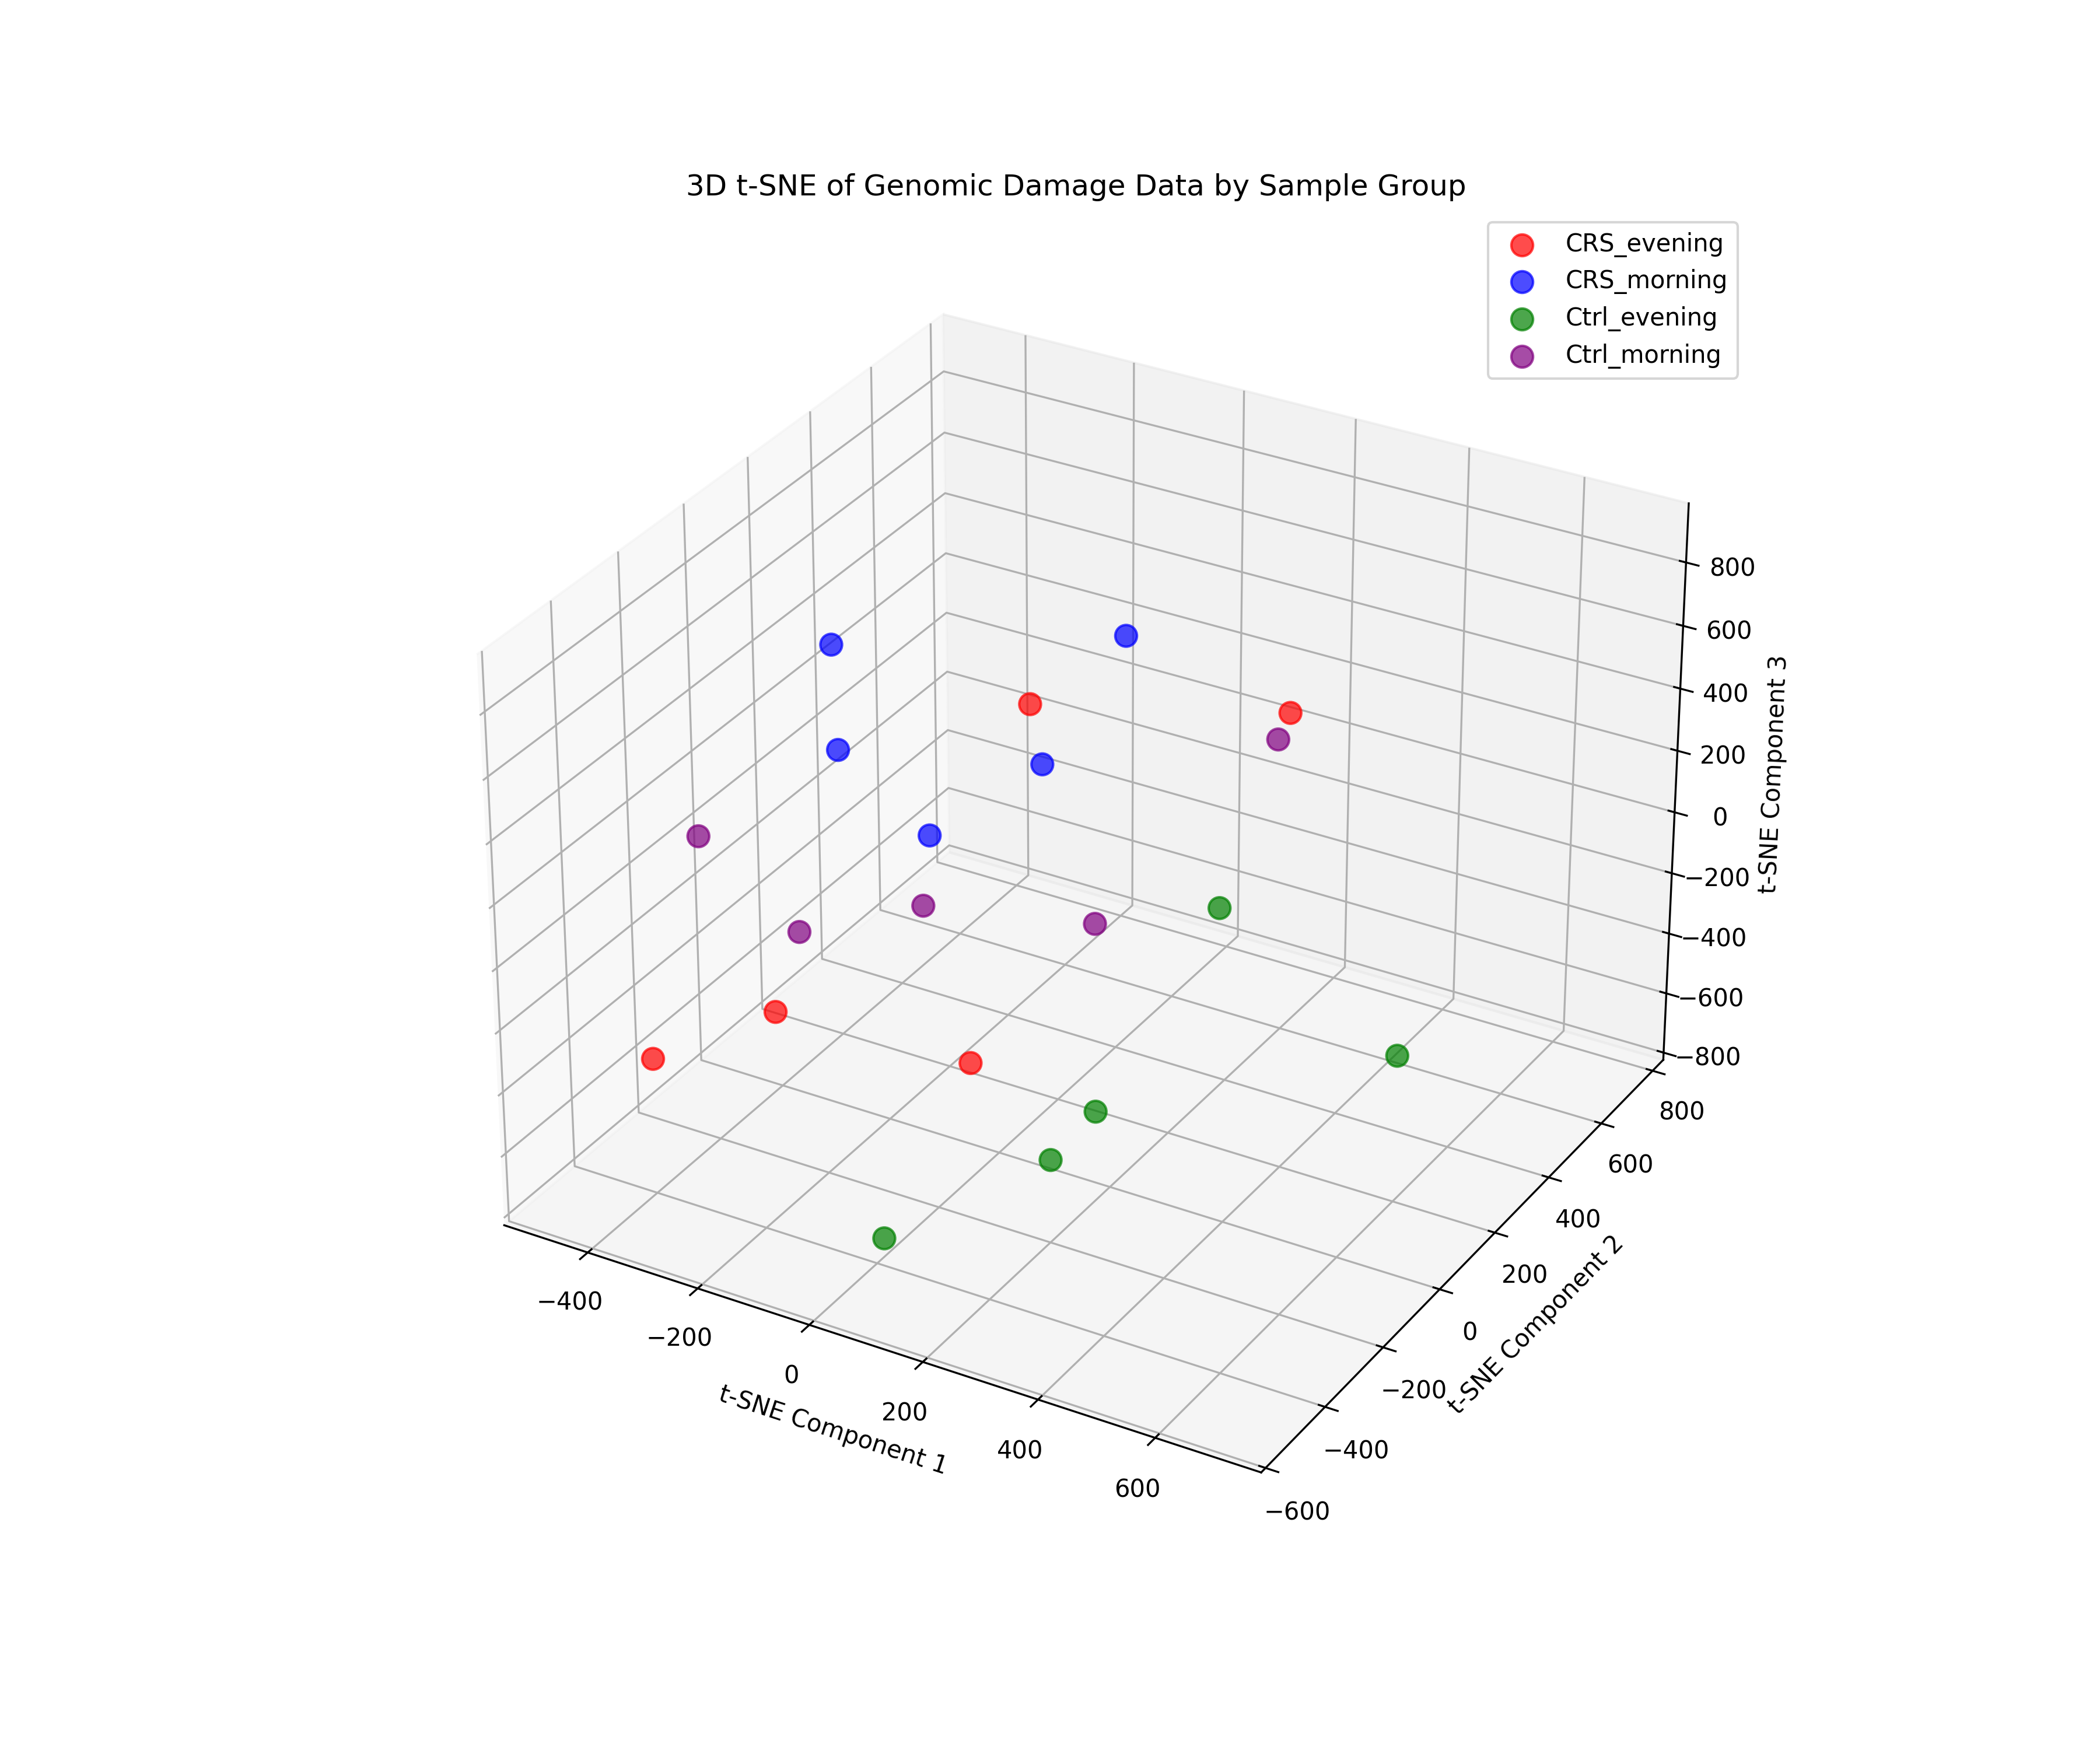 3D t-SNE of Genomic Damage Data by Sample Group
CRS_evening
CRS_morning
Ctrl_evening
Ctrl_morning
800
600
400
200
0
−200
−400
−600
−800
t-SNE Component 3
800
600
400
200
0
−200
−400
−600
t-SNE Component 2
−400
−200
0
200
400
600
t-SNE Component 1